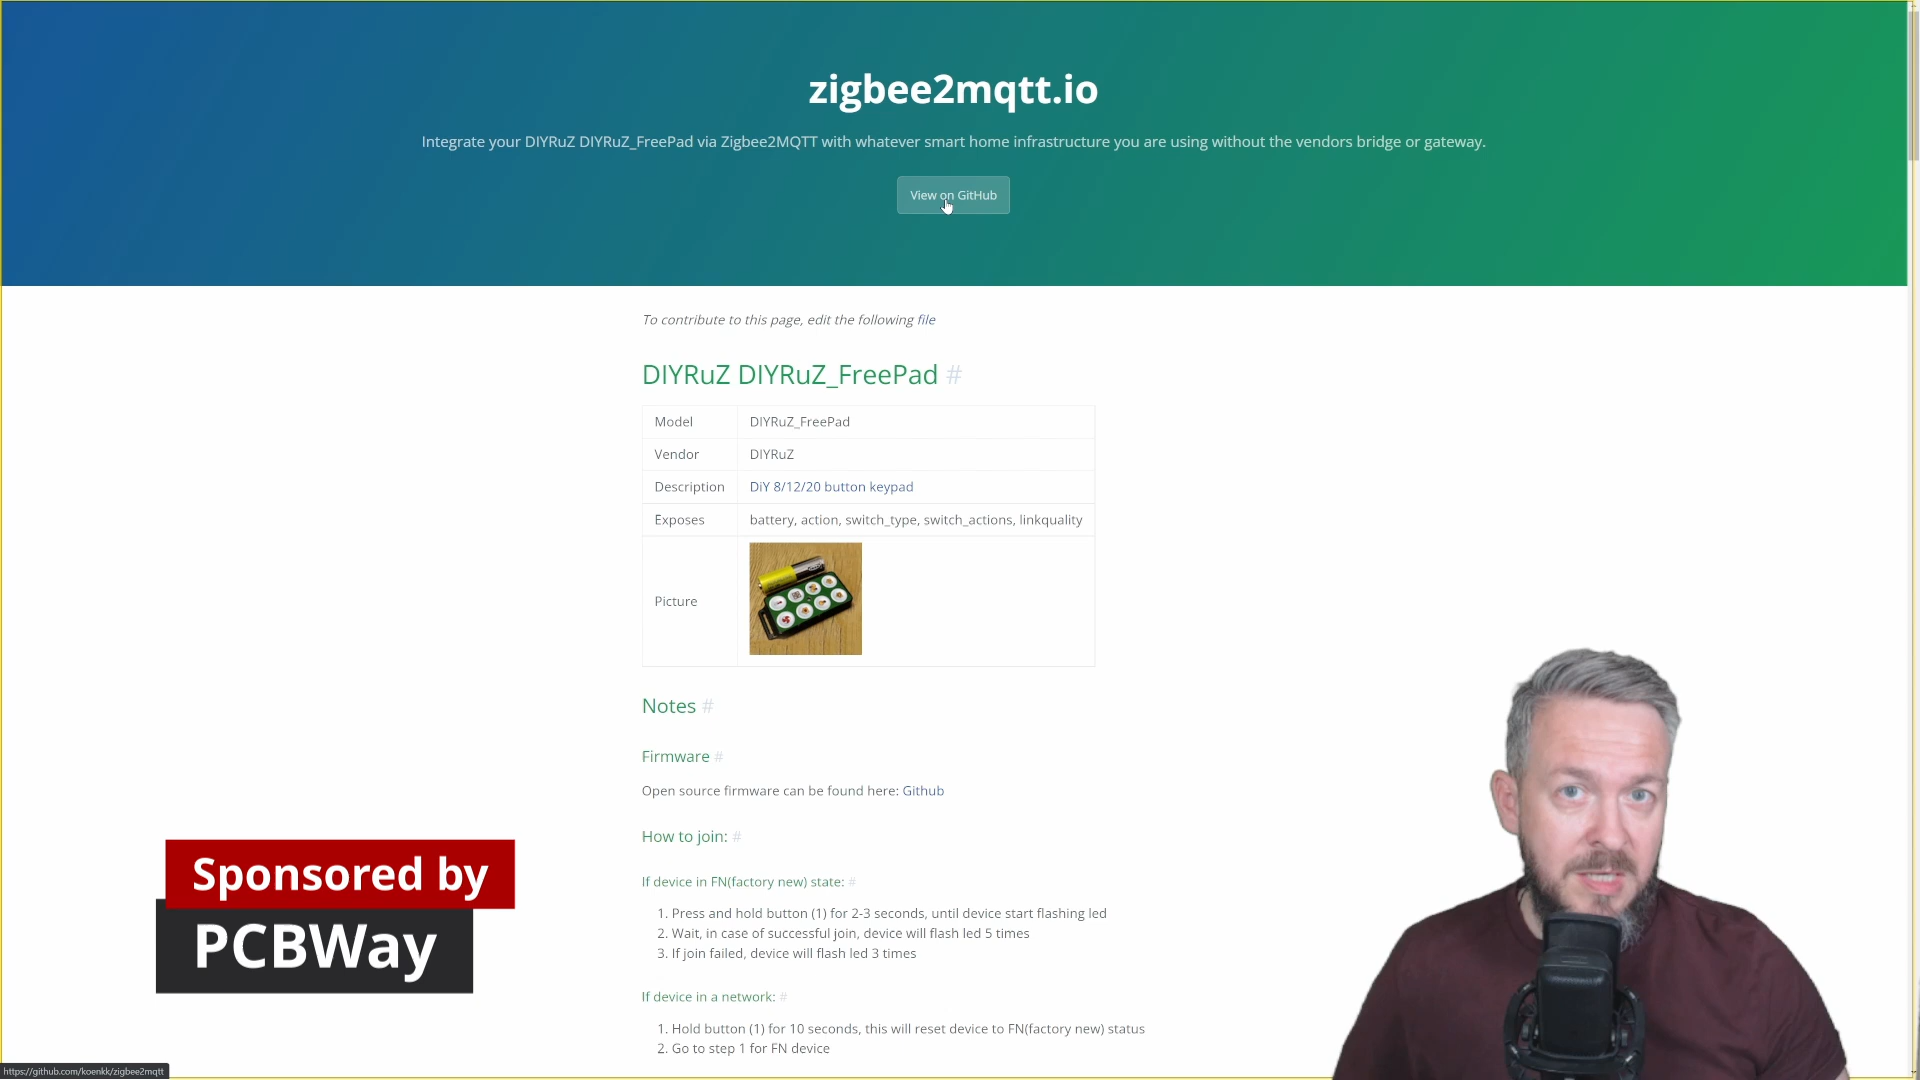 zigbee2mqtt.io
Integrate your DIYRuZ DIYRuZ_FreePad via Zigbee2MQTT with whatever smart home infrastructure you are using without the vendors bridge or gateway.
View on GitHub
To contribute to this page, edit the following file
DIYRuZ DIYRuZ_FreePad #
Model DIYRuZ_FreePad
Vendor DIYRuZ
Description DiY 8/12/20 button keypad
Exposes battery, action, switch_type, switch_actions, linkquality
Picture
Notes #
Firmware #
Open source firmware can be found here: Github
How to join: #
If device in FN(factory new) state: #
1. Press and hold button (1) for 2-3 seconds, until device start flashing led
2. Wait, in case of successful join, device will flash led 5 times
3. If join failed, device will flash led 3 times
If device in a network: #
1. Hold button (1) for 10 seconds, this will reset device to FN(factory new) status
2. Go to step 1 for FN device
Sponsored by
PCBWay
https://github.com/koenkk/zigbee2mqtt